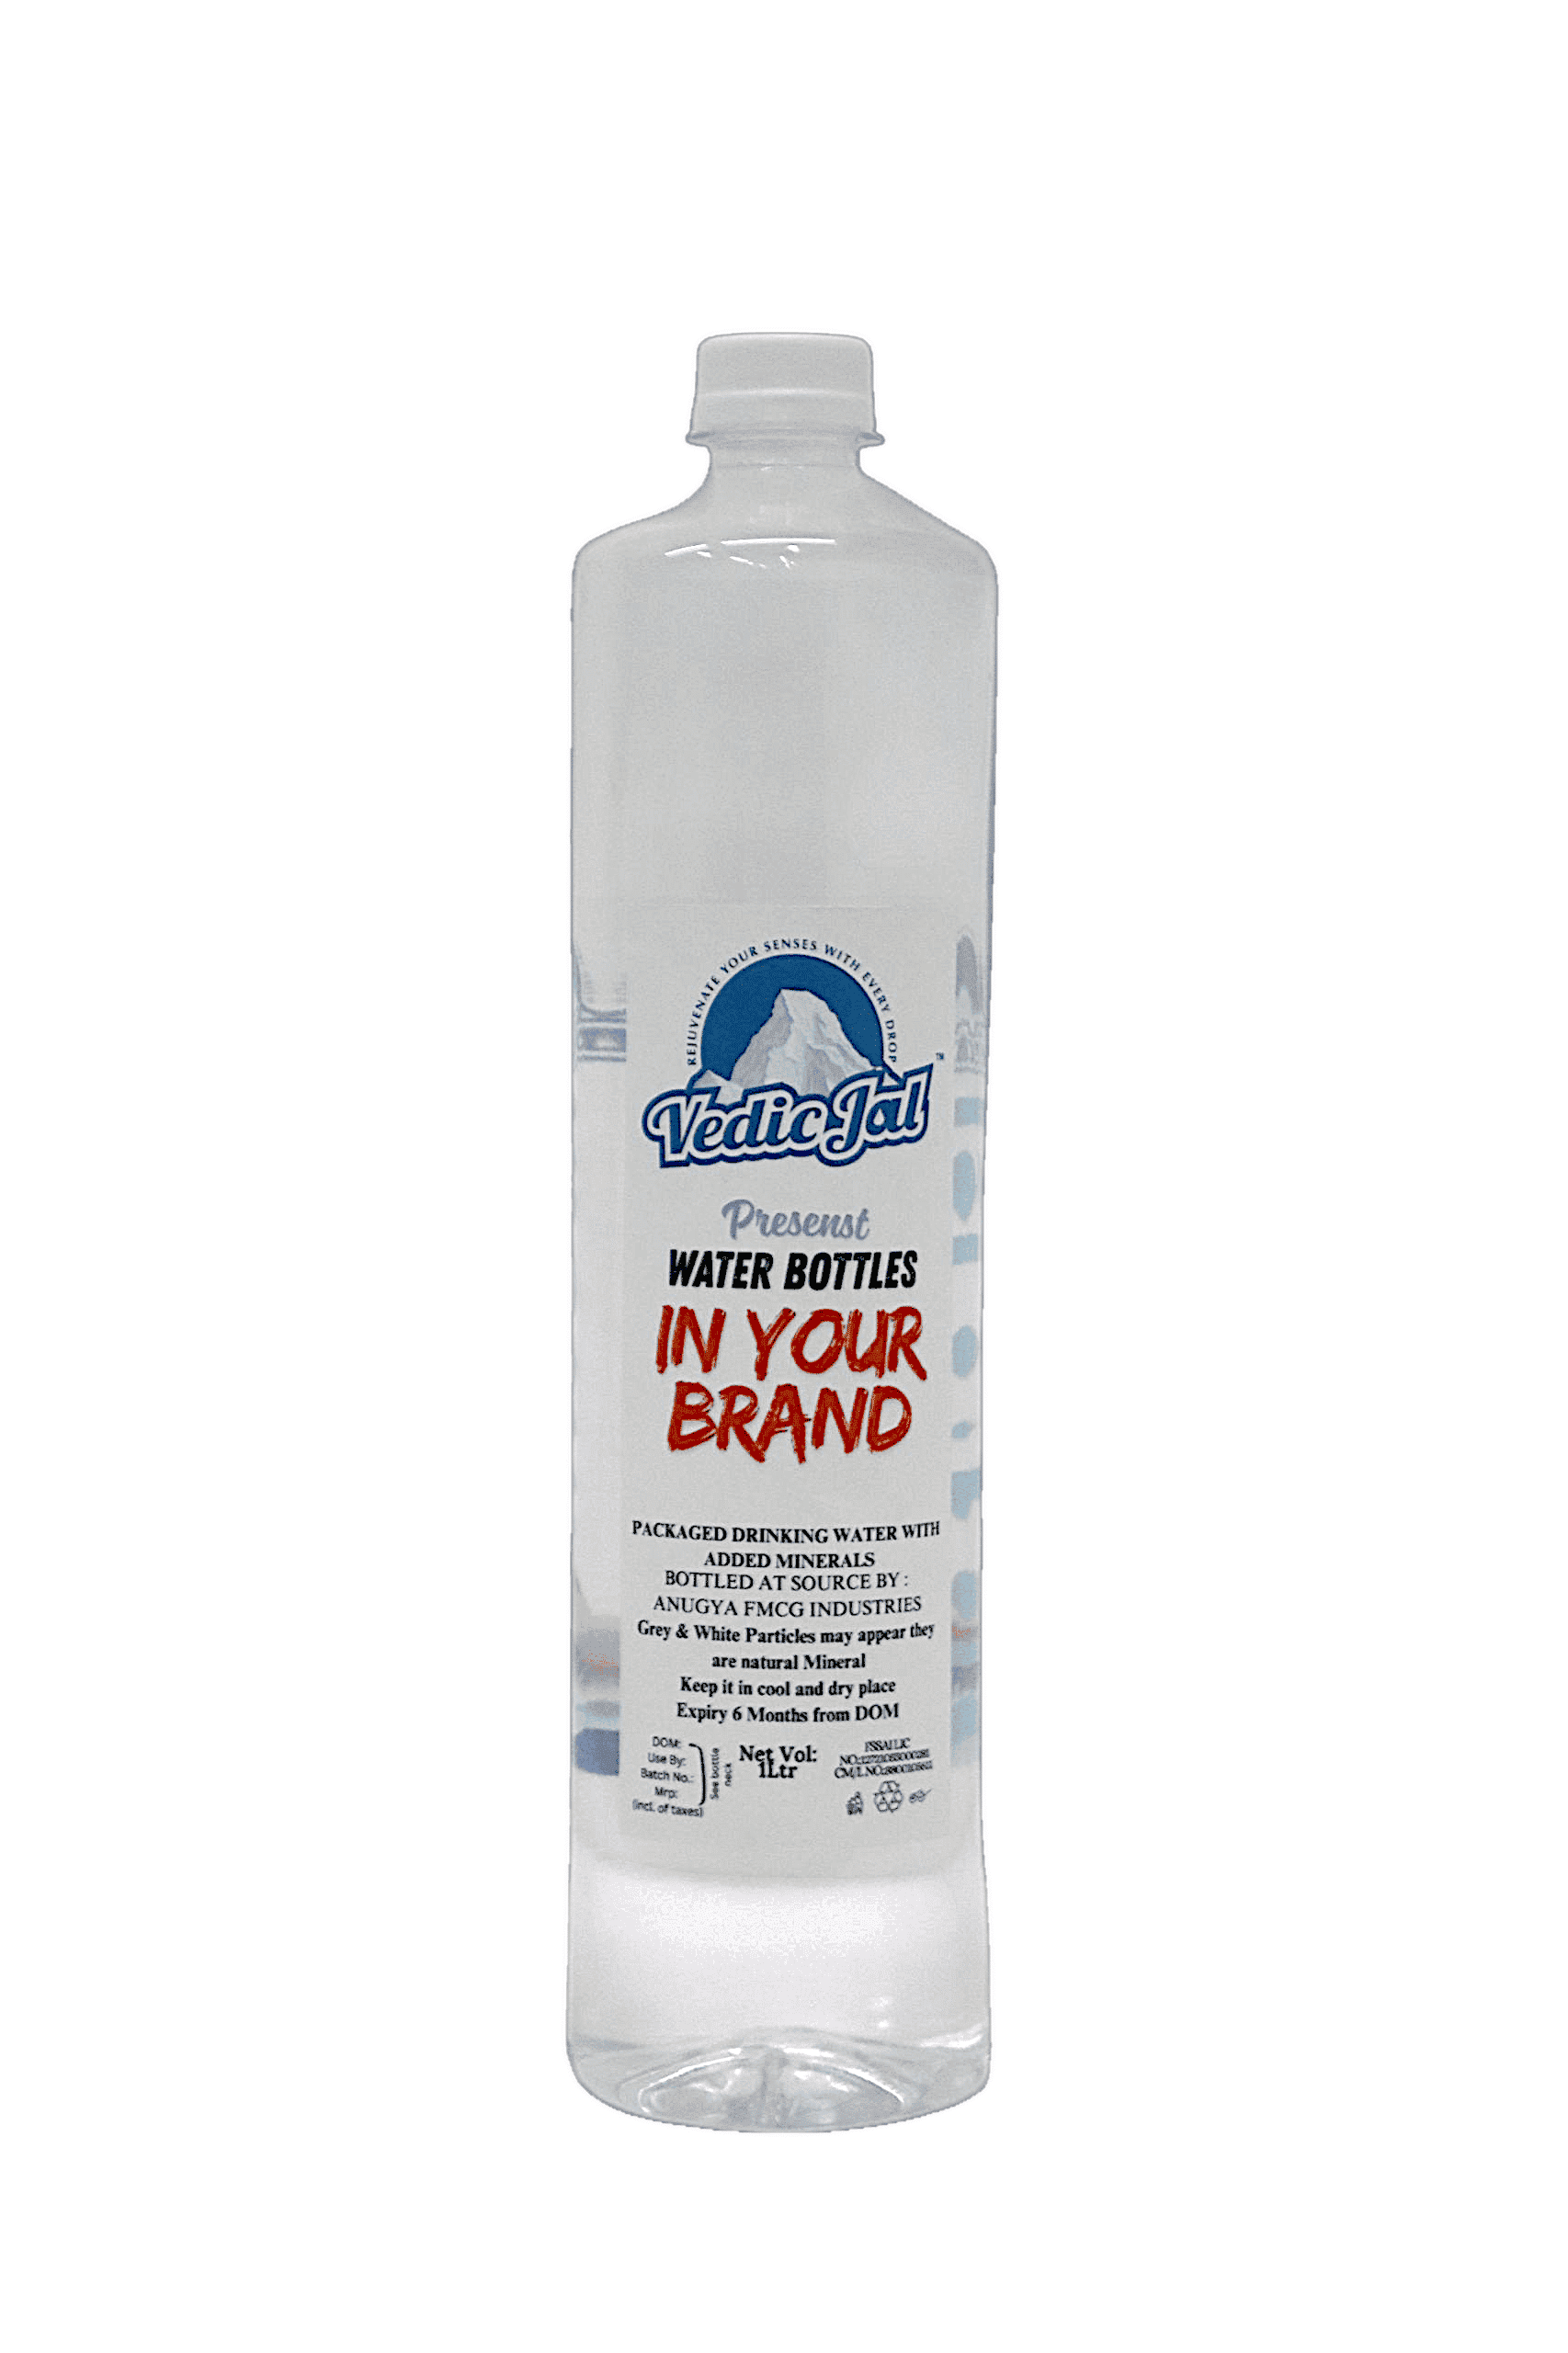 REJUVENATE YOUR SENSES WITH EVERY DROP
Vedic Jal ™
Presenst
WATER BOTTLES
IN YOUR
BRAND
PACKAGED DRINKING WATER WITH
ADDED MINERALS
BOTTLED AT SOURCE BY :
ANUGYA FMCG INDUSTRIES
Grey & White Particles may appear they
are natural Mineral
Keep it in cool and dry place
Expiry 6 Months from DOM
DOM:
Use By:
Batch No.:
Mrp:
(incl. of taxes)
See bottle
neck
Net Vol:
1Ltr
FSSAI LIC